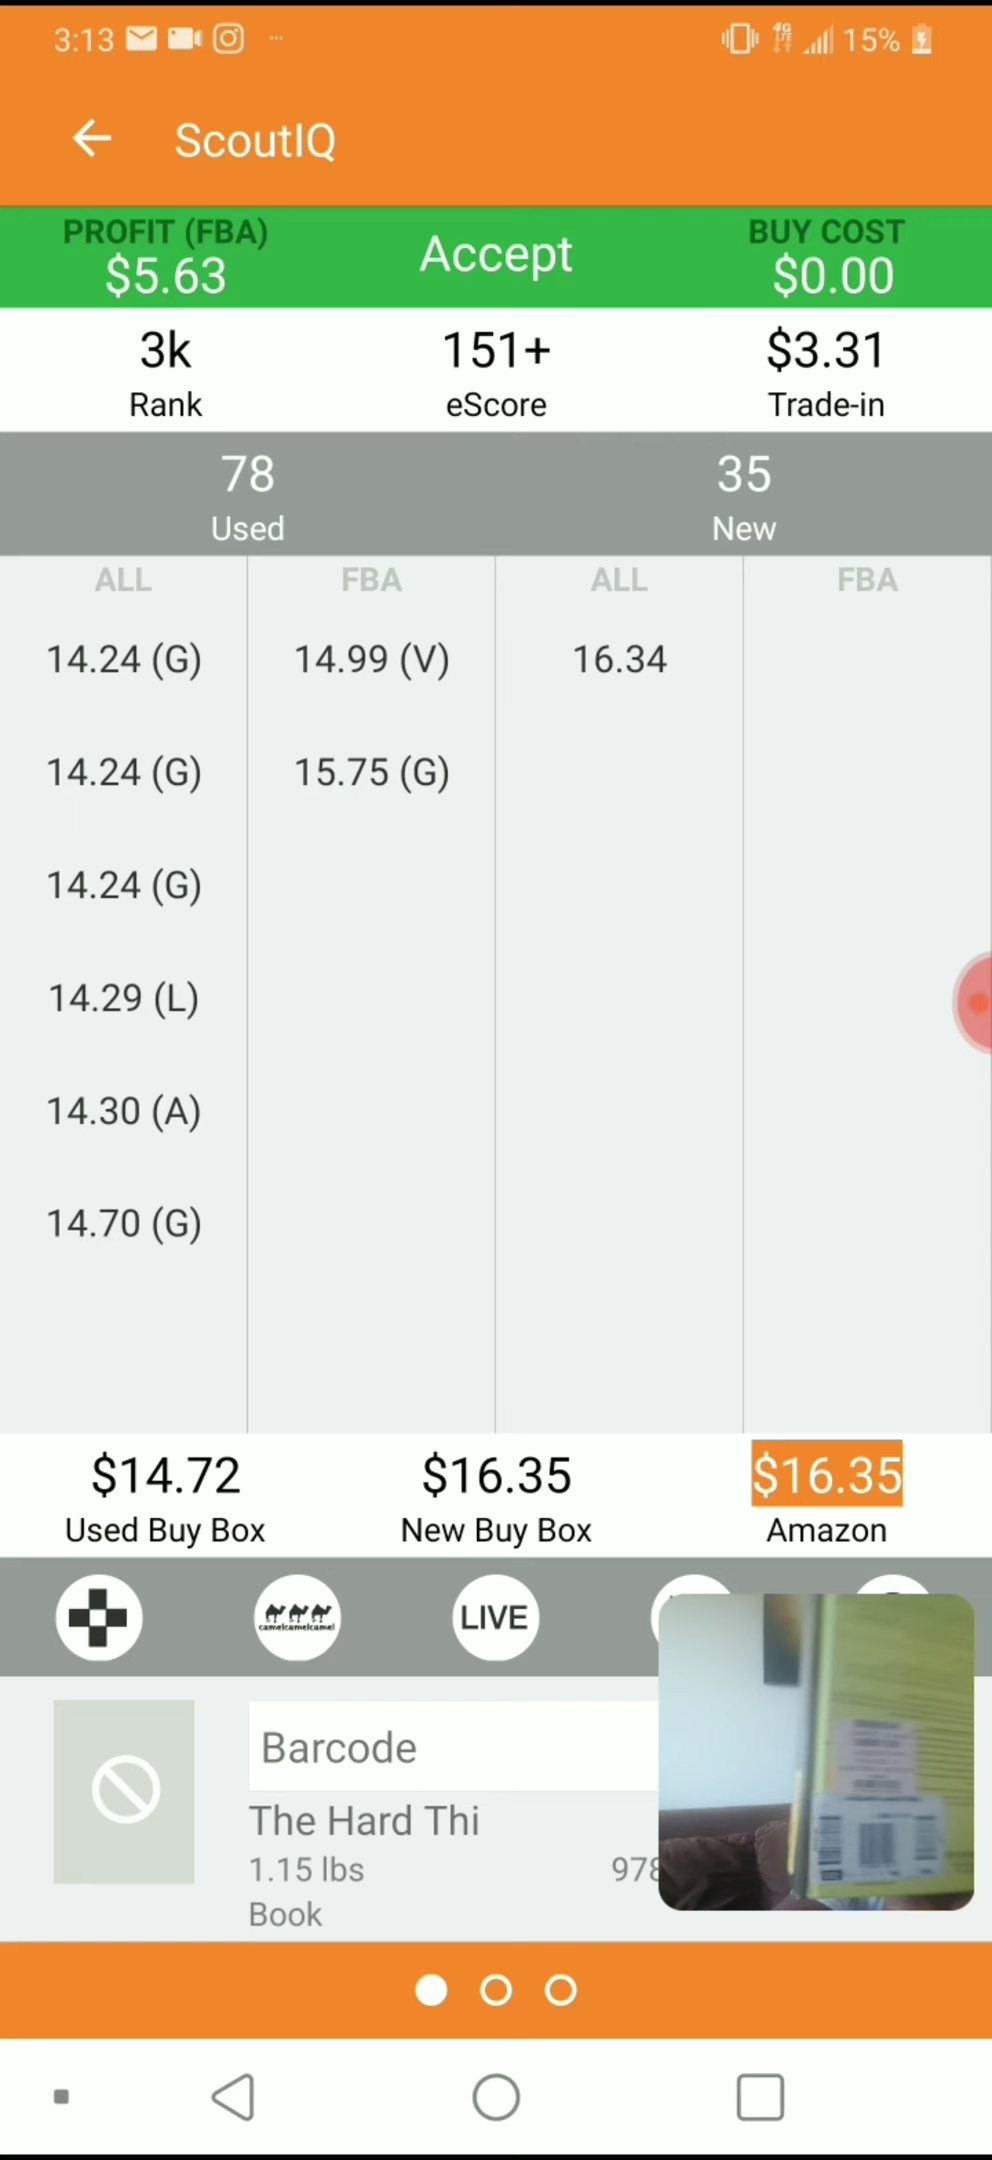 3:13 ... 4G LTE 15%
ScoutIQ
PROFIT (FBA) Accept BUY COST
$5.63 $0.00
3k 151+ $3.31
Rank eScore Trade-in
78 35
Used New
ALL FBA ALL FBA
14.24 (G) 14.99 (V) 16.34
14.24 (G) 15.75 (G)
14.24 (G)
14.29 (L)
14.30 (A)
14.70 (G)
$14.72 $16.35 $16.35
Used Buy Box New Buy Box Amazon
camelcamelcamel LIVE
Barcode
The Hard Thi
1.15 lbs 978
Book